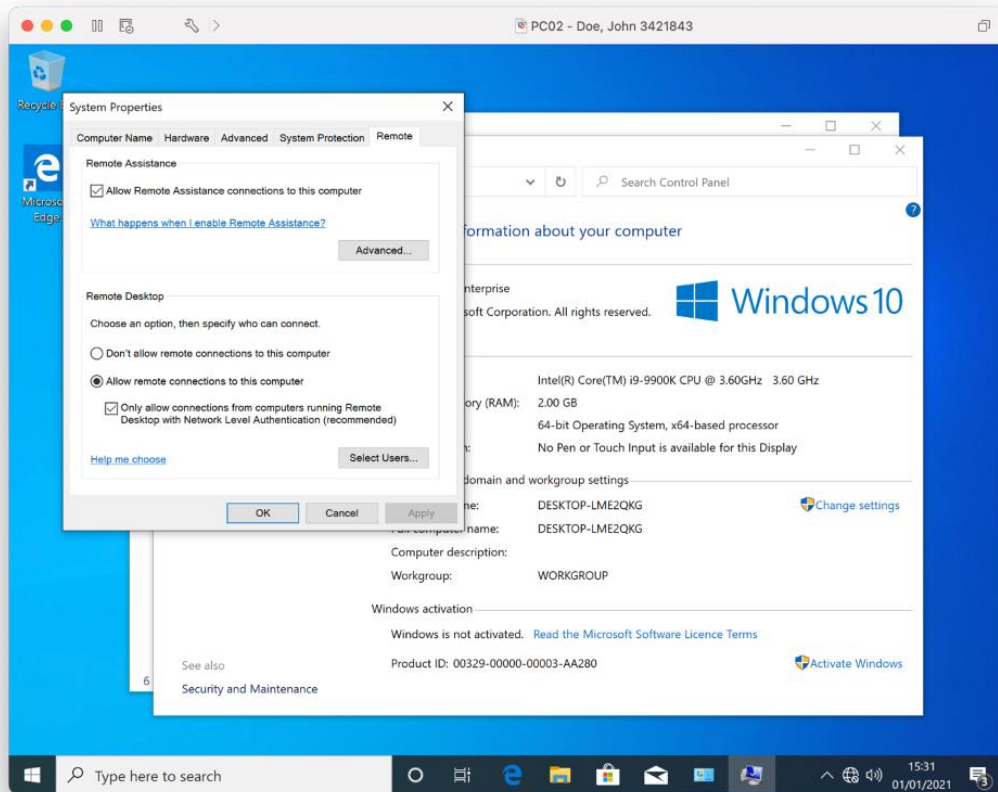 PC02 - Doe, John 3421843
Recycle
Microso
Edge
System Properties
Computer Name Hardware Advanced System Protection Remote
Remote Assistance
Allow Remote Assistance connections to this computer
What happens when I enable Remote Assistance?
Advanced...
Remote Desktop
Choose an option, then specify who can connect.
Don't allow remote connections to this computer
Allow remote connections to this computer
Only allow connections from computers running Remote
Desktop with Network Level Authentication (recommended)
Help me choose
Select Users...
OK Cancel Apply
Search Control Panel
?
formation about your computer
nterprise
soft Corporation. All rights reserved.
Windows 10
Intel(R) Core(TM) i9-9900K CPU @ 3.60GHz 3.60 GHz
ory (RAM): 2.00 GB
64-bit Operating System, x64-based processor
No Pen or Touch Input is available for this Display
domain and workgroup settings
me: DESKTOP-LME2QKG
Change settings
Full computer name: DESKTOP-LME2QKG
Computer description:
Workgroup: WORKGROUP
Windows activation
Windows is not activated. Read the Microsoft Software Licence Terms
Product ID: 00329-00000-00003-AA280
Activate Windows
See also
Security and Maintenance
6
Type here to search
15:31
01/01/2021
3